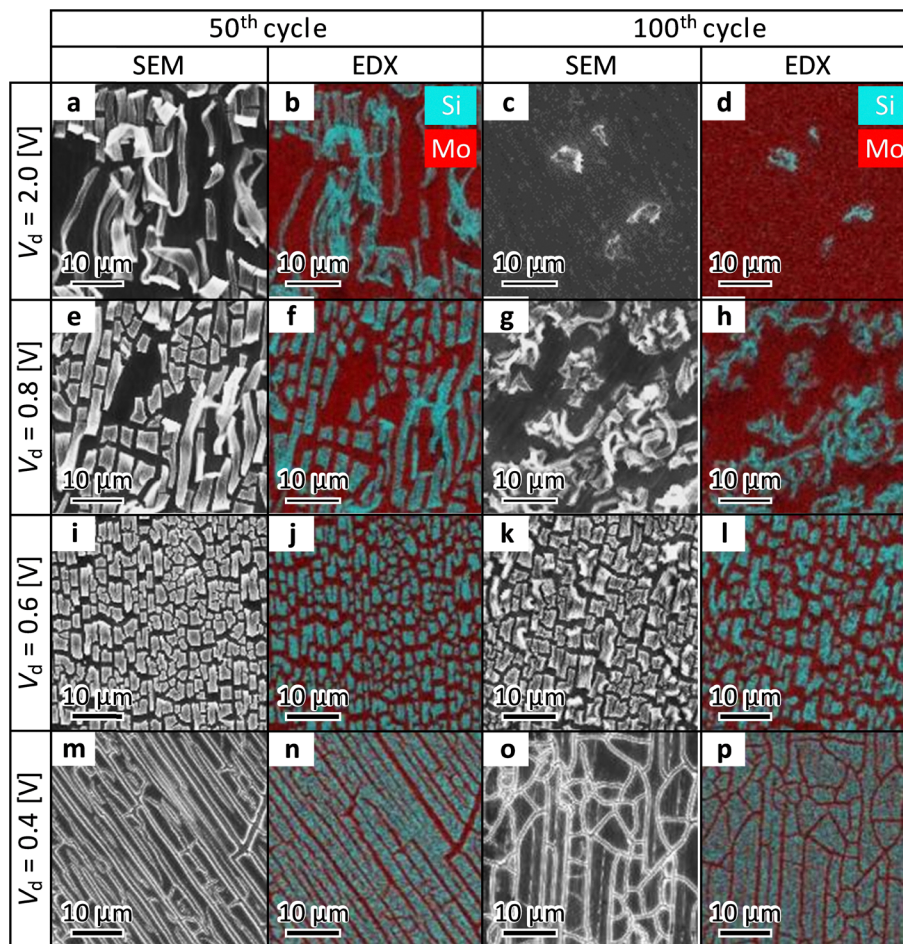 50th cycle 100th cycle
SEM EDX SEM EDX
Vd = 2.0 [V]
a b Si c d Si
Mo Mo
10 µm 10 µm 10 µm 10 µm
Vd = 0.8 [V]
e f g h
10 µm 10 µm 10 µm 10 µm
Vd = 0.6 [V]
i j k l
10 µm 10 µm 10 µm 10 µm
Vd = 0.4 [V]
m n o p
10 µm 10 µm 10 µm 10 µm